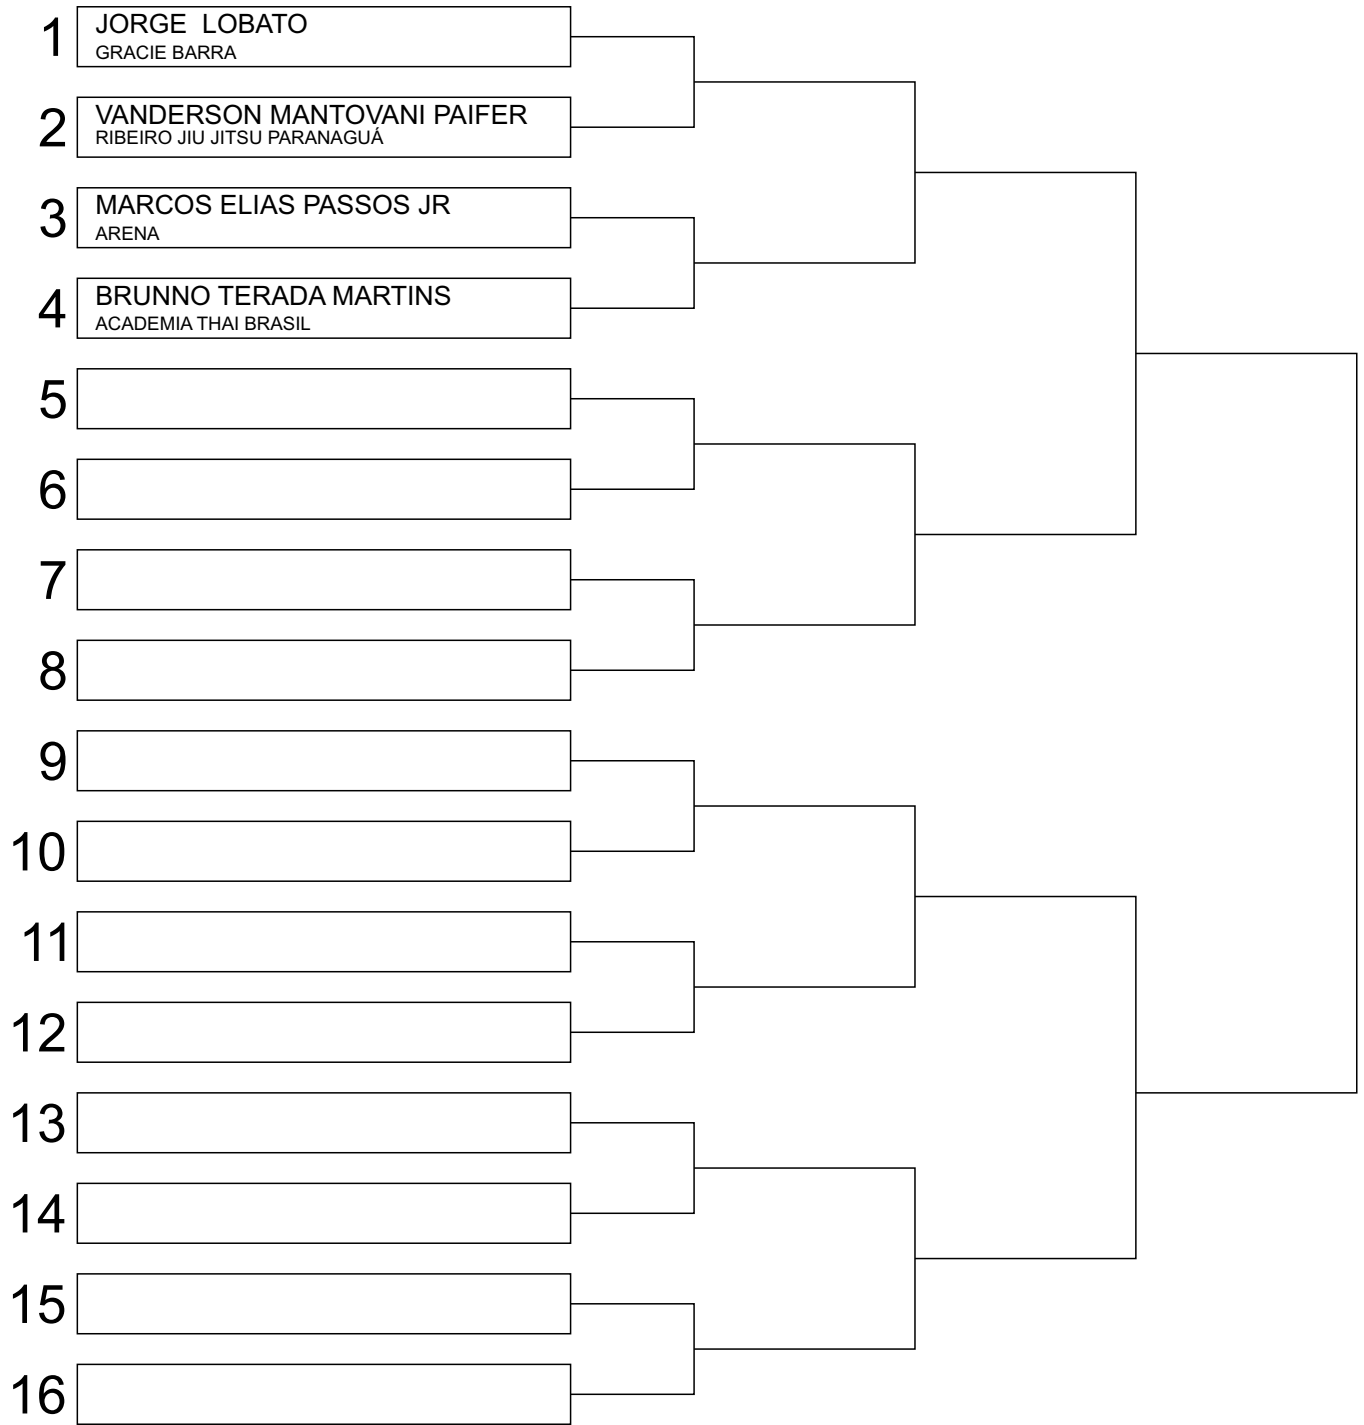 1
JORGE  LOBATO
GRACIE BARRA
2
VANDERSON MANTOVANI PAIFER
RIBEIRO JIU JITSU PARANAGUÁ
3
MARCOS ELIAS PASSOS JR
ARENA
4
BRUNNO TERADA MARTINS
ACADEMIA THAI BRASIL
5
6
7
8
9
10
11
12
13
14
15
16